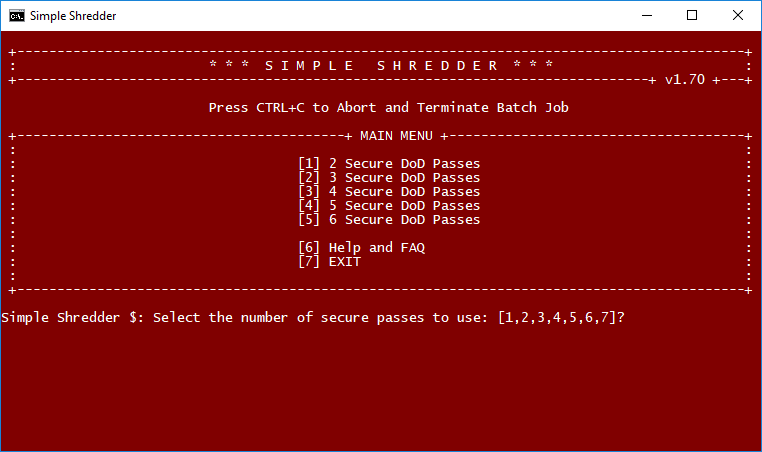 Simple Shredder
* * *  S I M P L E   S H R E D D E R  * * *
v1.70
Press CTRL+C to Abort and Terminate Batch Job
MAIN MENU
[1] 2 Secure DoD Passes
[2] 3 Secure DoD Passes
[3] 4 Secure DoD Passes
[4] 5 Secure DoD Passes
[5] 6 Secure DoD Passes
[6] Help and FAQ
[7] EXIT
Simple Shredder $: Select the number of secure passes to use: [1,2,3,4,5,6,7]?